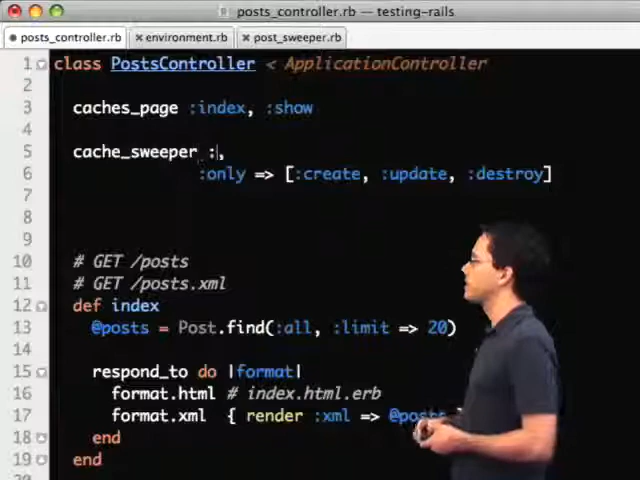 posts_controller.rb — testing-rails
posts_controller.rb
environment.rb
post_sweeper.rb
1 class PostsController < ApplicationController
2
3 caches_page :index, :show
4
5 cache_sweeper :,
6 :only => [:create, :update, :destroy]
7
8
9
10 # GET /posts
11 # GET /posts.xml
12 def index
13 @posts = Post.find(:all, :limit => 20)
14
15 respond_to do |format|
16 format.html # index.html.erb
17 format.xml { render :xml => @posts
18 end
19 end